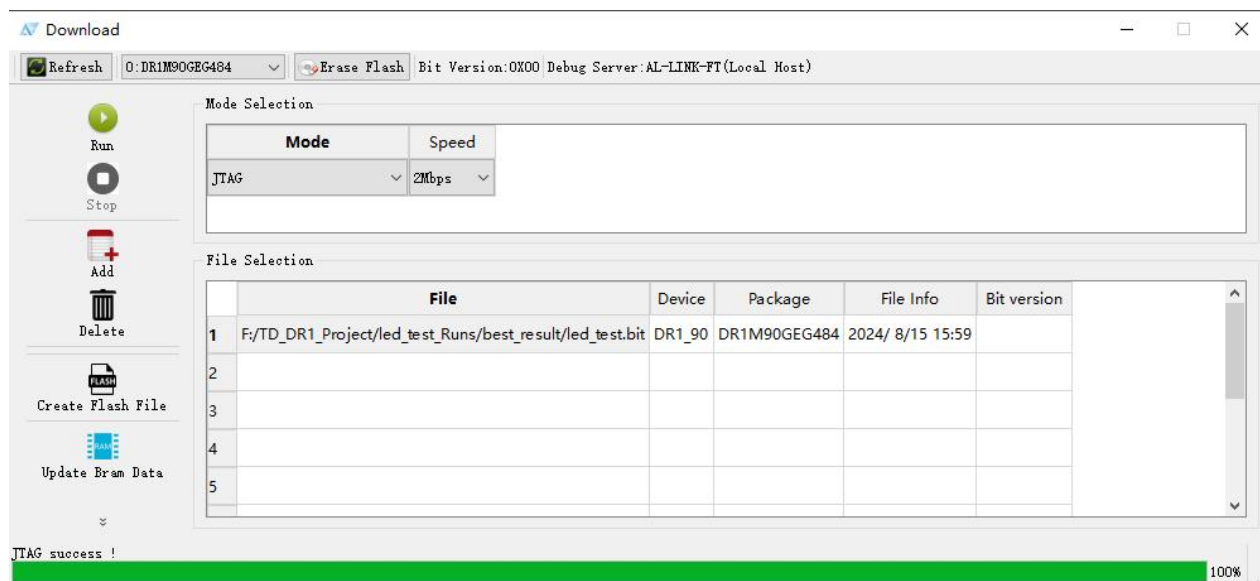 Download
Refresh 0:DR1M90GEG484 Erase Flash Bit Version:0X00 Debug Server:AL-LINK-FT(Local Host)
Run
Stop
Add
Delete
Create Flash File
Update Bram Data
Mode Selection
Mode Speed
JTAG 2Mbps
File Selection
File Device Package File Info Bit version
1 F:/TD_DR1_Project/led_test_Runs/best_result/led_test.bit DR1_90 DR1M90GEG484 2024/ 8/15 15:59
2
3
4
5
FLASH
RAM
JTAG success !
100%